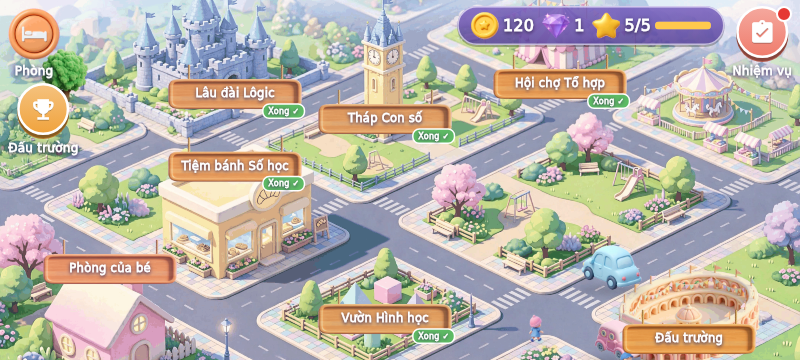 120 1 5/5
Phòng
Nhiệm vụ
Lâu đài Lôgic
Xong ✓
Hội chợ Tổ hợp
Xong ✓
Tháp Con số
Xong ✓
Đấu trường
Tiệm bánh Số học
Xong ✓
Phòng của bé
Vườn Hình học
Xong ✓
Đấu trường